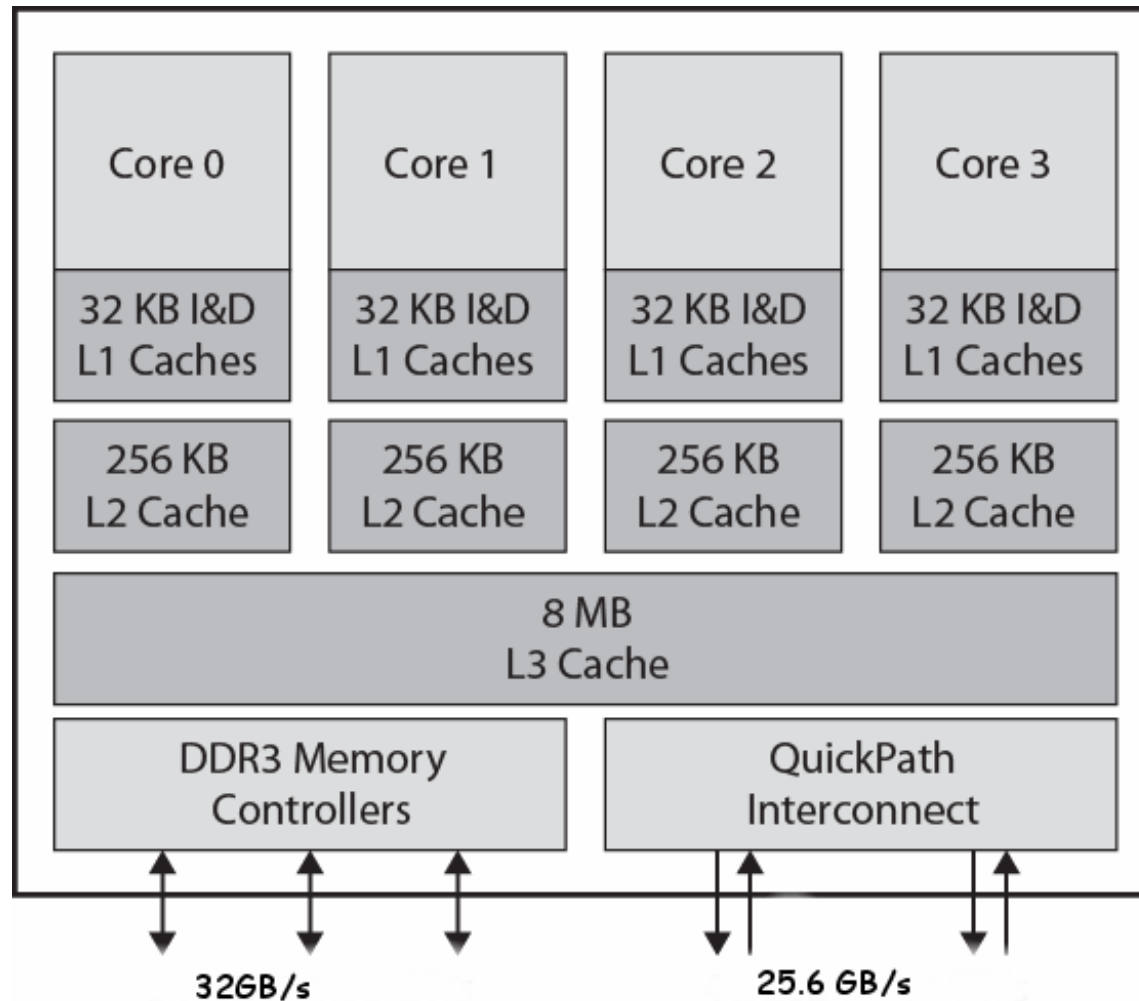 Core 0
Core 1
Core 2
Core 3
32 KB I&D
L1 Caches
32 KB I&D
L1 Caches
32 KB I&D
L1 Caches
32 KB I&D
L1 Caches
256 KB
L2 Cache
256 KB
L2 Cache
256 KB
L2 Cache
256 KB
L2 Cache
8 MB
L3 Cache
DDR3 Memory
Controllers
QuickPath
Interconnect
32GB/s
25.6 GB/s